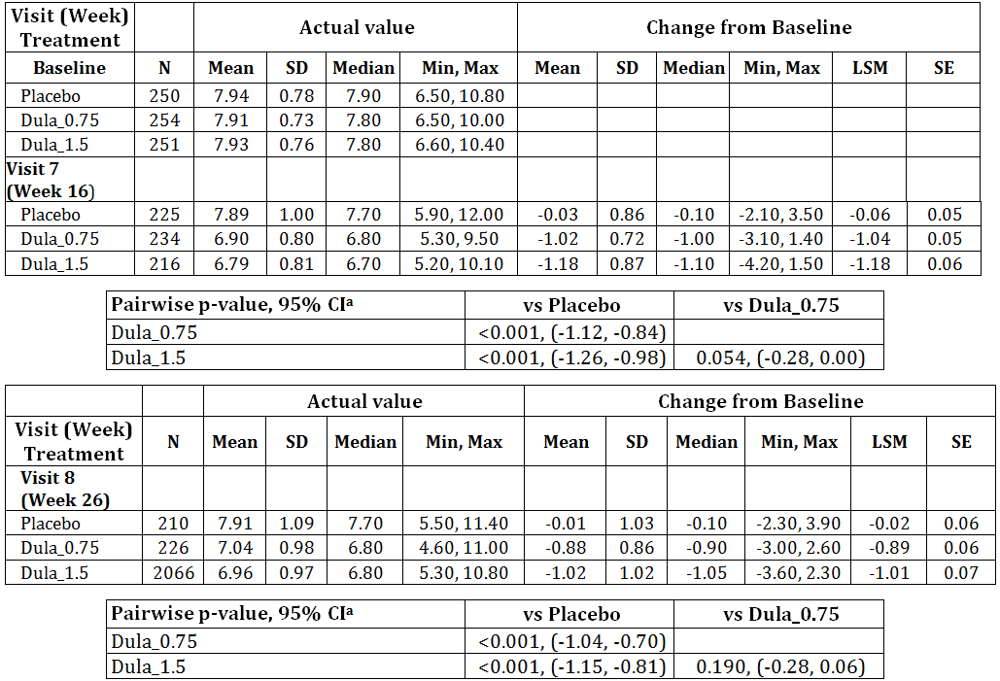 Visit (Week) Treatment Actual value Change from Baseline
Baseline N Mean SD Median Min, Max Mean SD Median Min, Max LSM SE
Placebo 250 7.94 0.78 7.90 6.50, 10.80
Dula_0.75 254 7.91 0.73 7.80 6.50, 10.00
Dula_1.5 251 7.93 0.76 7.80 6.60, 10.40
Visit 7
(Week 16)
Placebo 225 7.89 1.00 7.70 5.90, 12.00 -0.03 0.86 -0.10 -2.10, 3.50 -0.06 0.05
Dula_0.75 234 6.90 0.80 6.80 5.30, 9.50 -1.02 0.72 -1.00 -3.10, 1.40 -1.04 0.05
Dula_1.5 216 6.79 0.81 6.70 5.20, 10.10 -1.18 0.87 -1.10 -4.20, 1.50 -1.18 0.06
Pairwise p-value, 95% CIᵃ vs Placebo vs Dula_0.75
Dula_0.75 <0.001, (-1.12, -0.84)
Dula_1.5 <0.001, (-1.26, -0.98) 0.054, (-0.28, 0.00)
Actual value Change from Baseline
Visit (Week) Treatment N Mean SD Median Min, Max Mean SD Median Min, Max LSM SE
Visit 8
(Week 26)
Placebo 210 7.91 1.09 7.70 5.50, 11.40 -0.01 1.03 -0.10 -2.30, 3.90 -0.02 0.06
Dula_0.75 226 7.04 0.98 6.80 4.60, 11.00 -0.88 0.86 -0.90 -3.00, 2.60 -0.89 0.06
Dula_1.5 2066 6.96 0.97 6.80 5.30, 10.80 -1.02 1.02 -1.05 -3.60, 2.30 -1.01 0.07
Pairwise p-value, 95% CIᵃ vs Placebo vs Dula_0.75
Dula_0.75 <0.001, (-1.04, -0.70)
Dula_1.5 <0.001, (-1.15, -0.81) 0.190, (-0.28, 0.06)